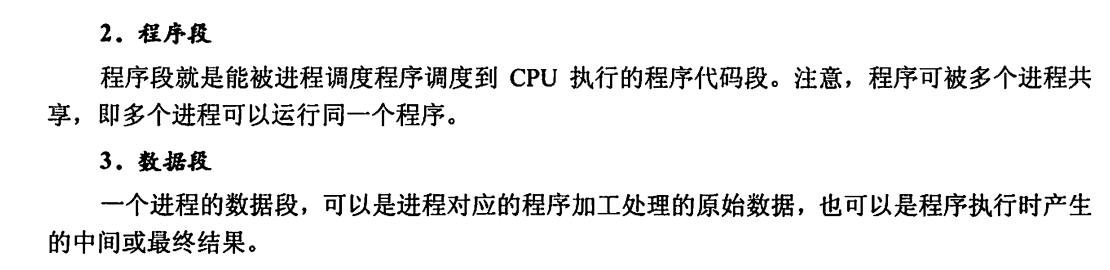 2. 程序段
程序段就是能被进程调度程序调度到 CPU 执行的程序代码段。注意，程序可被多个进程共
享，即多个进程可以运行同一个程序。
3. 数据段
一个进程的数据段，可以是进程对应的程序加工处理的原始数据，也可以是程序执行时产生
的中间或最终结果。